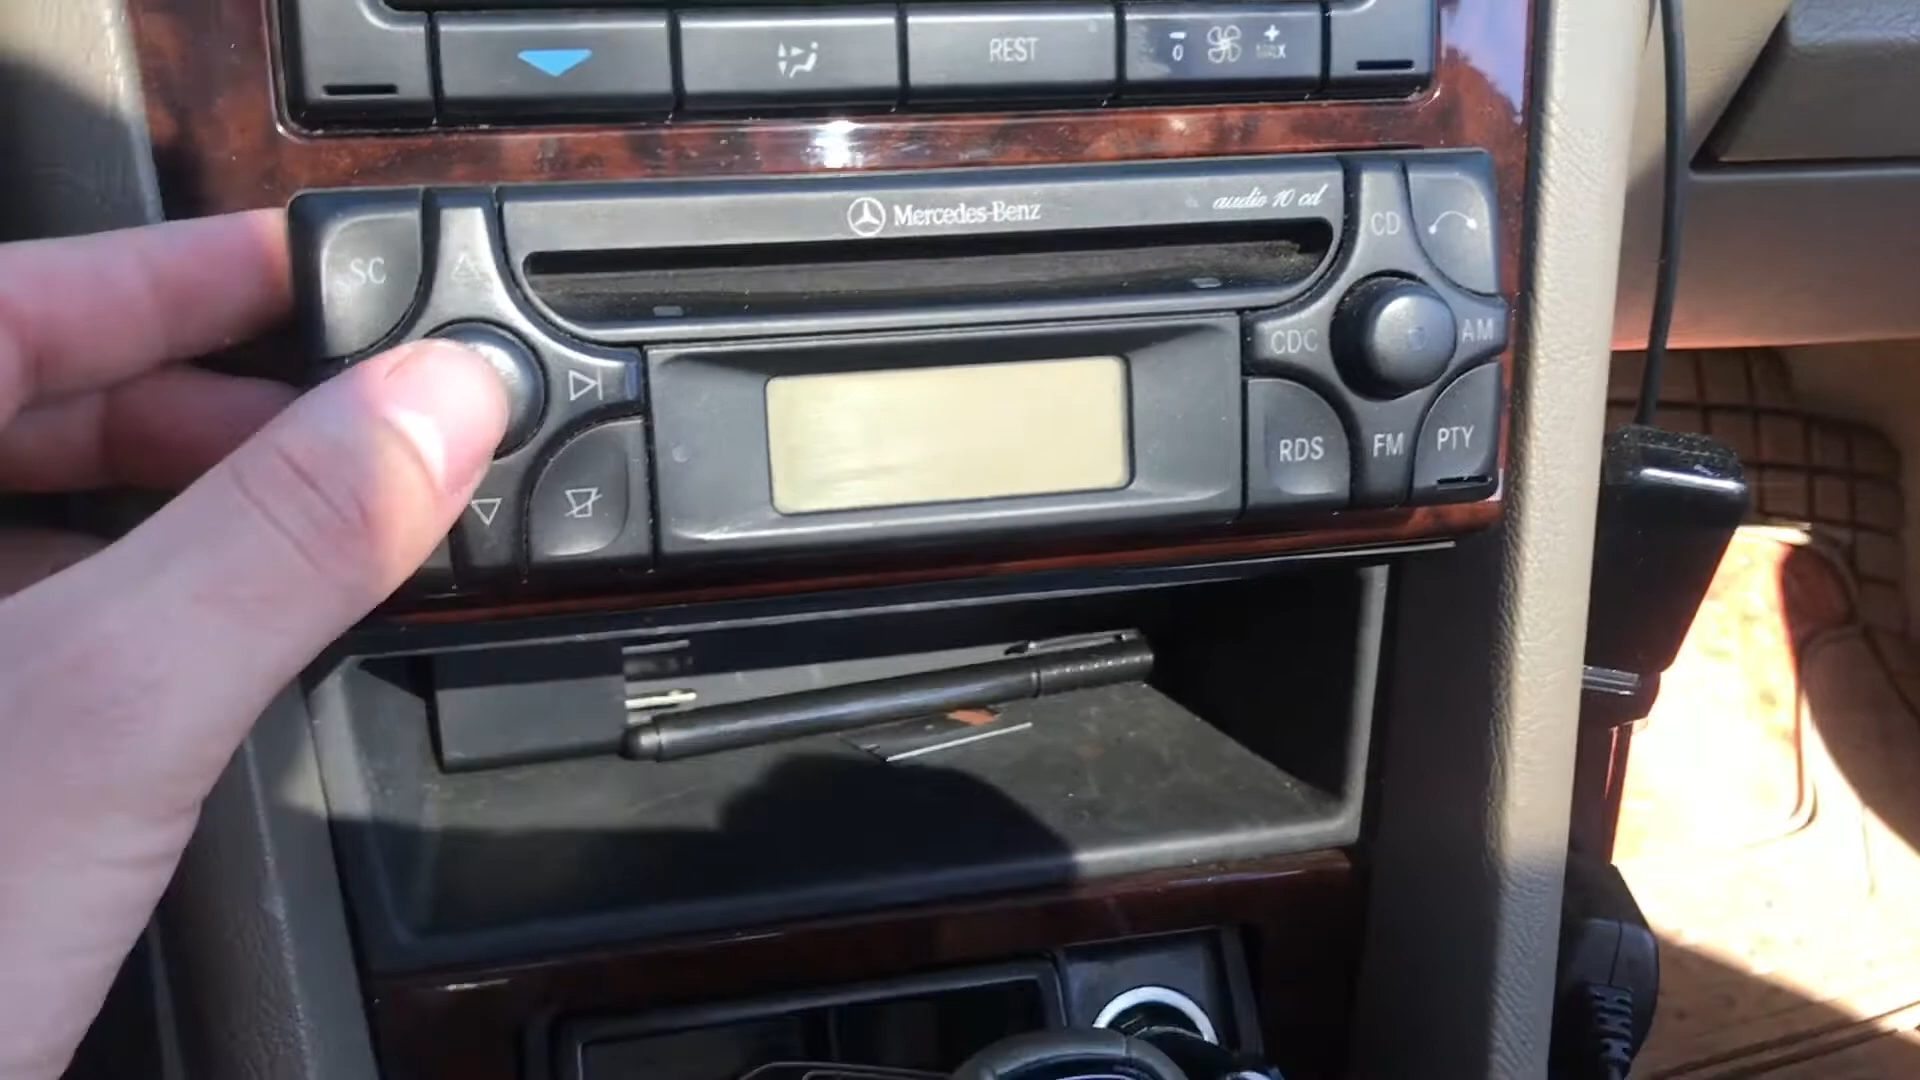 REST
- 0 + MAX
Mercedes-Benz
audio 10 cd
CD
SC
CDC
AM
RDS
FM
PTY